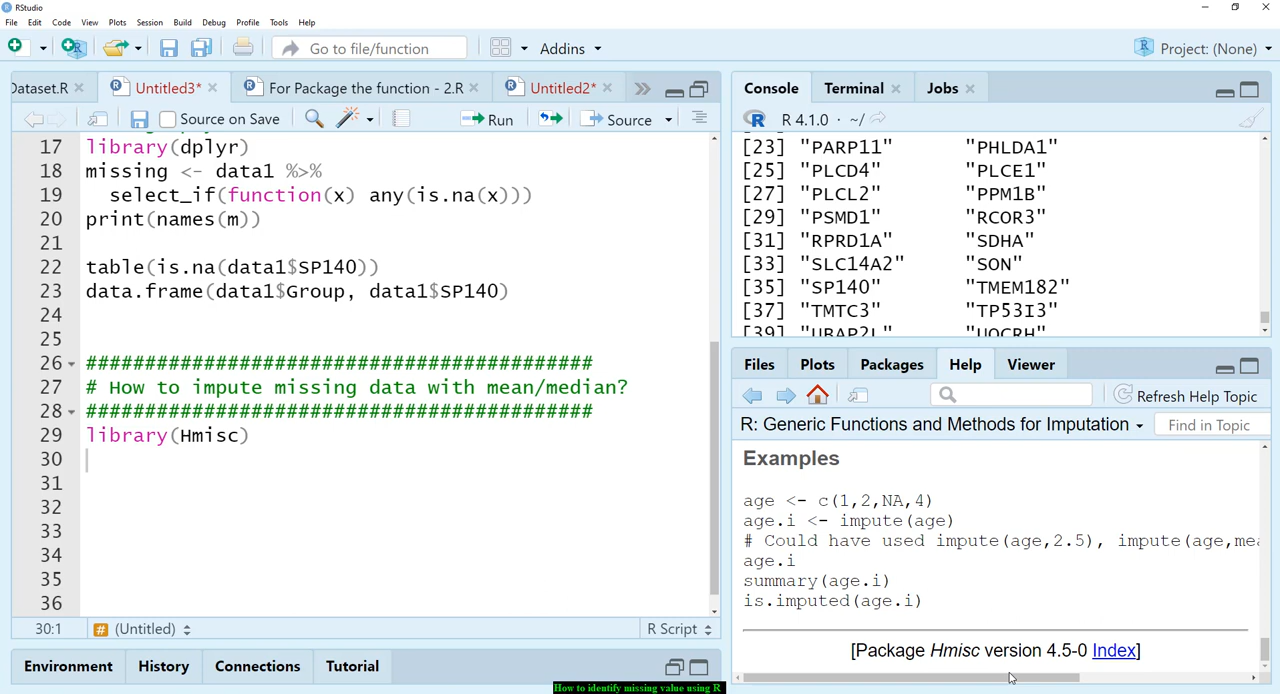 RStudio
File Edit Code View Plots Session Build Debug Profile Tools Help
Go to file/function
Addins
Project: (None)
Dataset.R
Untitled3*
For Package the function - 2.R
Untitled2*
Source on Save
Run
Source
17 library(dplyr)
18 missing <- data1 %>%
19 select_if(function(x) any(is.na(x)))
20 print(names(m))
21
22 table(is.na(data1$SP140))
23 data.frame(data1$Group, data1$SP140)
24
25
26 ###########################################
27 # How to impute missing data with mean/median?
28 ###########################################
29 library(Hmisc)
30
31
32
33
34
35
36
30:1
(Untitled)
R Script
Environment History Connections Tutorial
Console Terminal Jobs
R 4.1.0 · ~/
[23] "PARP11" "PHLDA1"
[25] "PLCD4" "PLCE1"
[27] "PLCL2" "PPM1B"
[29] "PSMD1" "RCOR3"
[31] "RPRD1A" "SDHA"
[33] "SLC14A2" "SON"
[35] "SP140" "TMEM182"
[37] "TMTC3" "TP53I3"
[39] "UBAP2L" "UQCRH"
Files Plots Packages Help Viewer
Refresh Help Topic
R: Generic Functions and Methods for Imputation
Find in Topic
Examples
age <- c(1,2,NA,4)
age.i <- impute(age)
# Could have used impute(age,2.5), impute(age,mea
age.i
summary(age.i)
is.imputed(age.i)
[Package Hmisc version 4.5-0 Index]
How to identify missing value using R